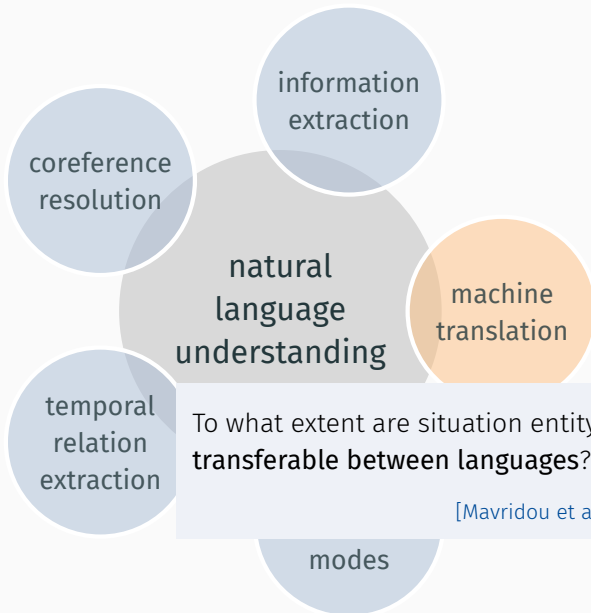 information
extraction
coreference
resolution
natural
language
understanding
machine
translation
temporal
relation
extraction
To what extent are situation entity
transferable between languages?
[Mavridou et a
modes